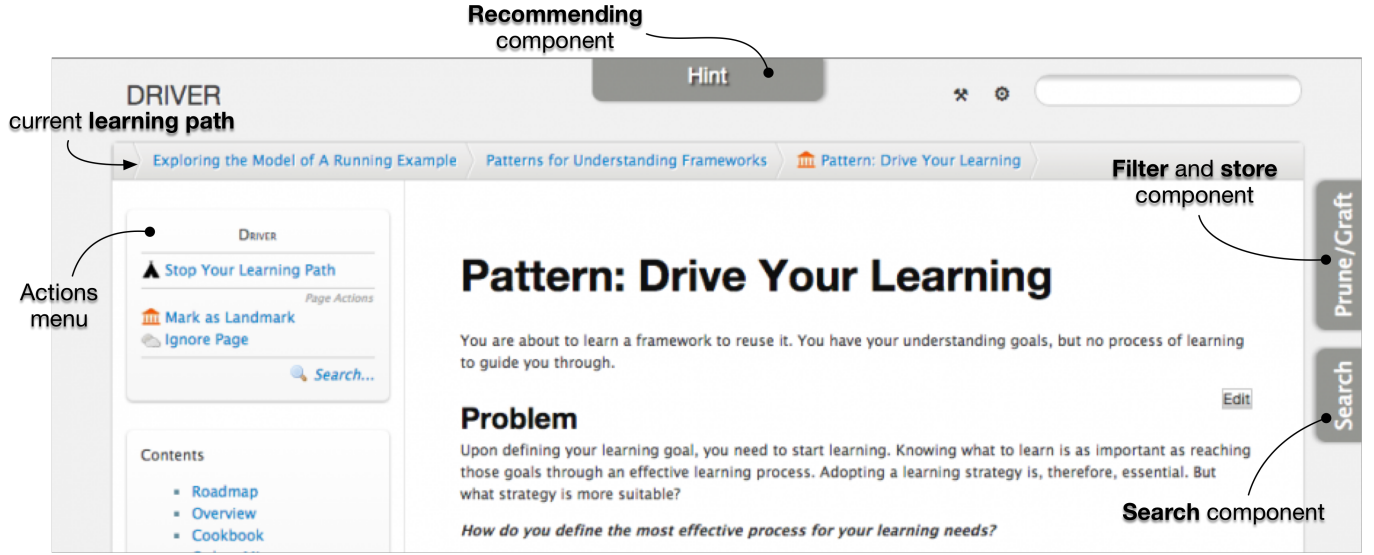 Recommending
component
Hint
DRIVER
current learning path
Exploring the Model of A Running Example
Patterns for Understanding Frameworks
Pattern: Drive Your Learning
Filter and store
component
Prune/Graft
DRIVER
Stop Your Learning Path
Page Actions
Mark as Landmark
Ignore Page
Search...
Actions
menu
Pattern: Drive Your Learning
You are about to learn a framework to reuse it. You have your understanding goals, but no process of learning
to guide you through.
Edit
Problem
Upon defining your learning goal, you need to start learning. Knowing what to learn is as important as reaching
those goals through an effective learning process. Adopting a learning strategy is, therefore, essential. But
what strategy is more suitable?
How do you define the most effective process for your learning needs?
Search
Search component
Contents
Roadmap
Overview
Cookbook